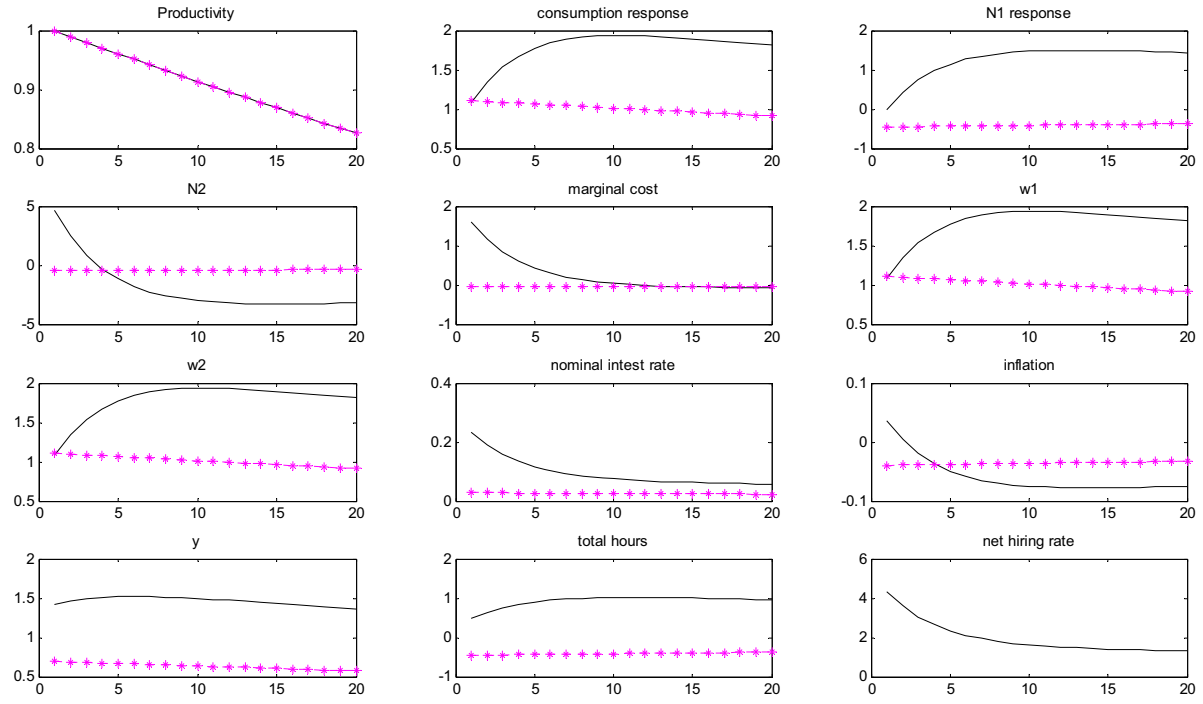 Productivity
consumption response
N1 response
1
0.9
0.8
0 5 10 15 20
2
1.5
1
0.5
0 5 10 15 20
2
1
0
-1
0 5 10 15 20
N2
marginal cost
w1
5
0
-5
0 5 10 15 20
2
1
0
-1
0 5 10 15 20
2
1.5
1
0.5
0 5 10 15 20
w2
nominal intest rate
inflation
2
1.5
1
0.5
0 5 10 15 20
0.4
0.2
0
0 5 10 15 20
0.1
0
-0.1
0 5 10 15 20
y
total hours
net hiring rate
2
1.5
1
0.5
0 5 10 15 20
2
1
0
-1
0 5 10 15 20
6
4
2
0
0 5 10 15 20